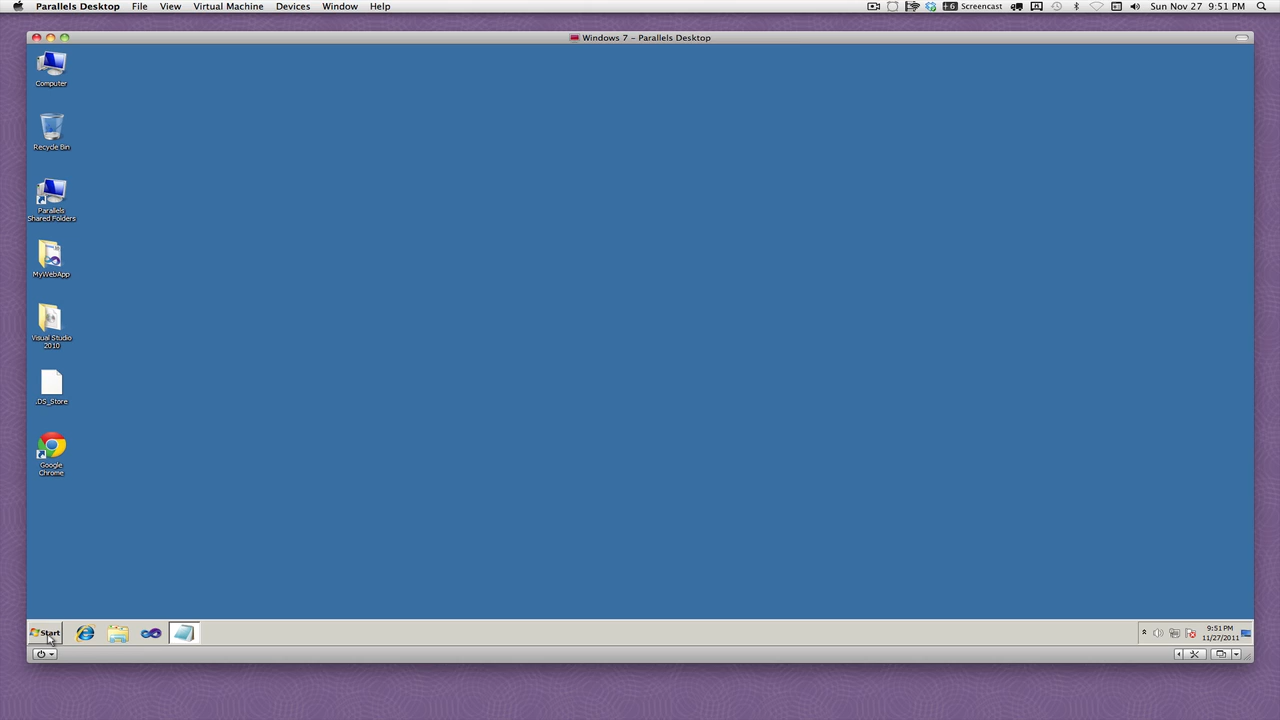 Parallels Desktop File View Virtual Machine Devices Window Help 6 Screencast Sun Nov 27 9:51 PM
Windows 7 - Parallels Desktop
Computer
Recycle Bin
Parallels
Shared Folders
MyWebApp
Visual Studio
2010
.DS_Store
Google
Chrome
Start
9:51 PM
11/27/2011